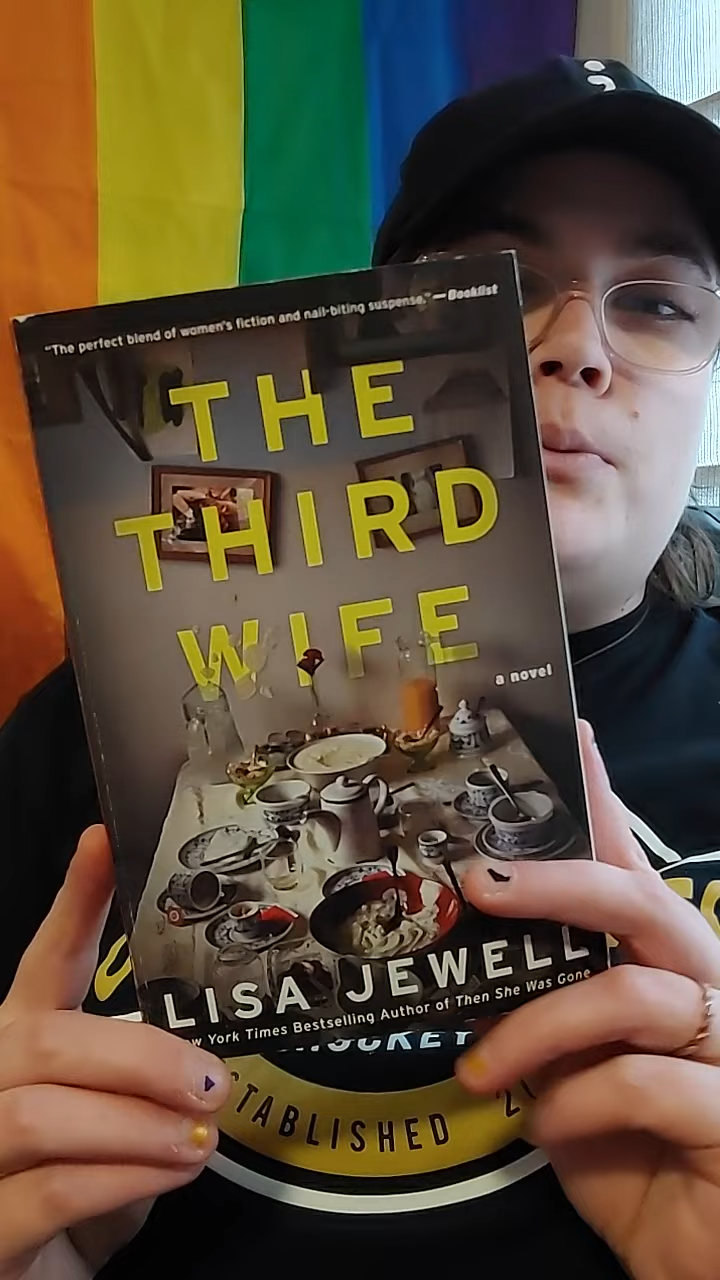 "The perfect blend of women's fiction and nail-biting suspense."—Booklist
THE
THIRD
WIFE
a novel
LISA JEWELL
York Times Bestselling Author of Then She Was Gone
ESTABLISHED